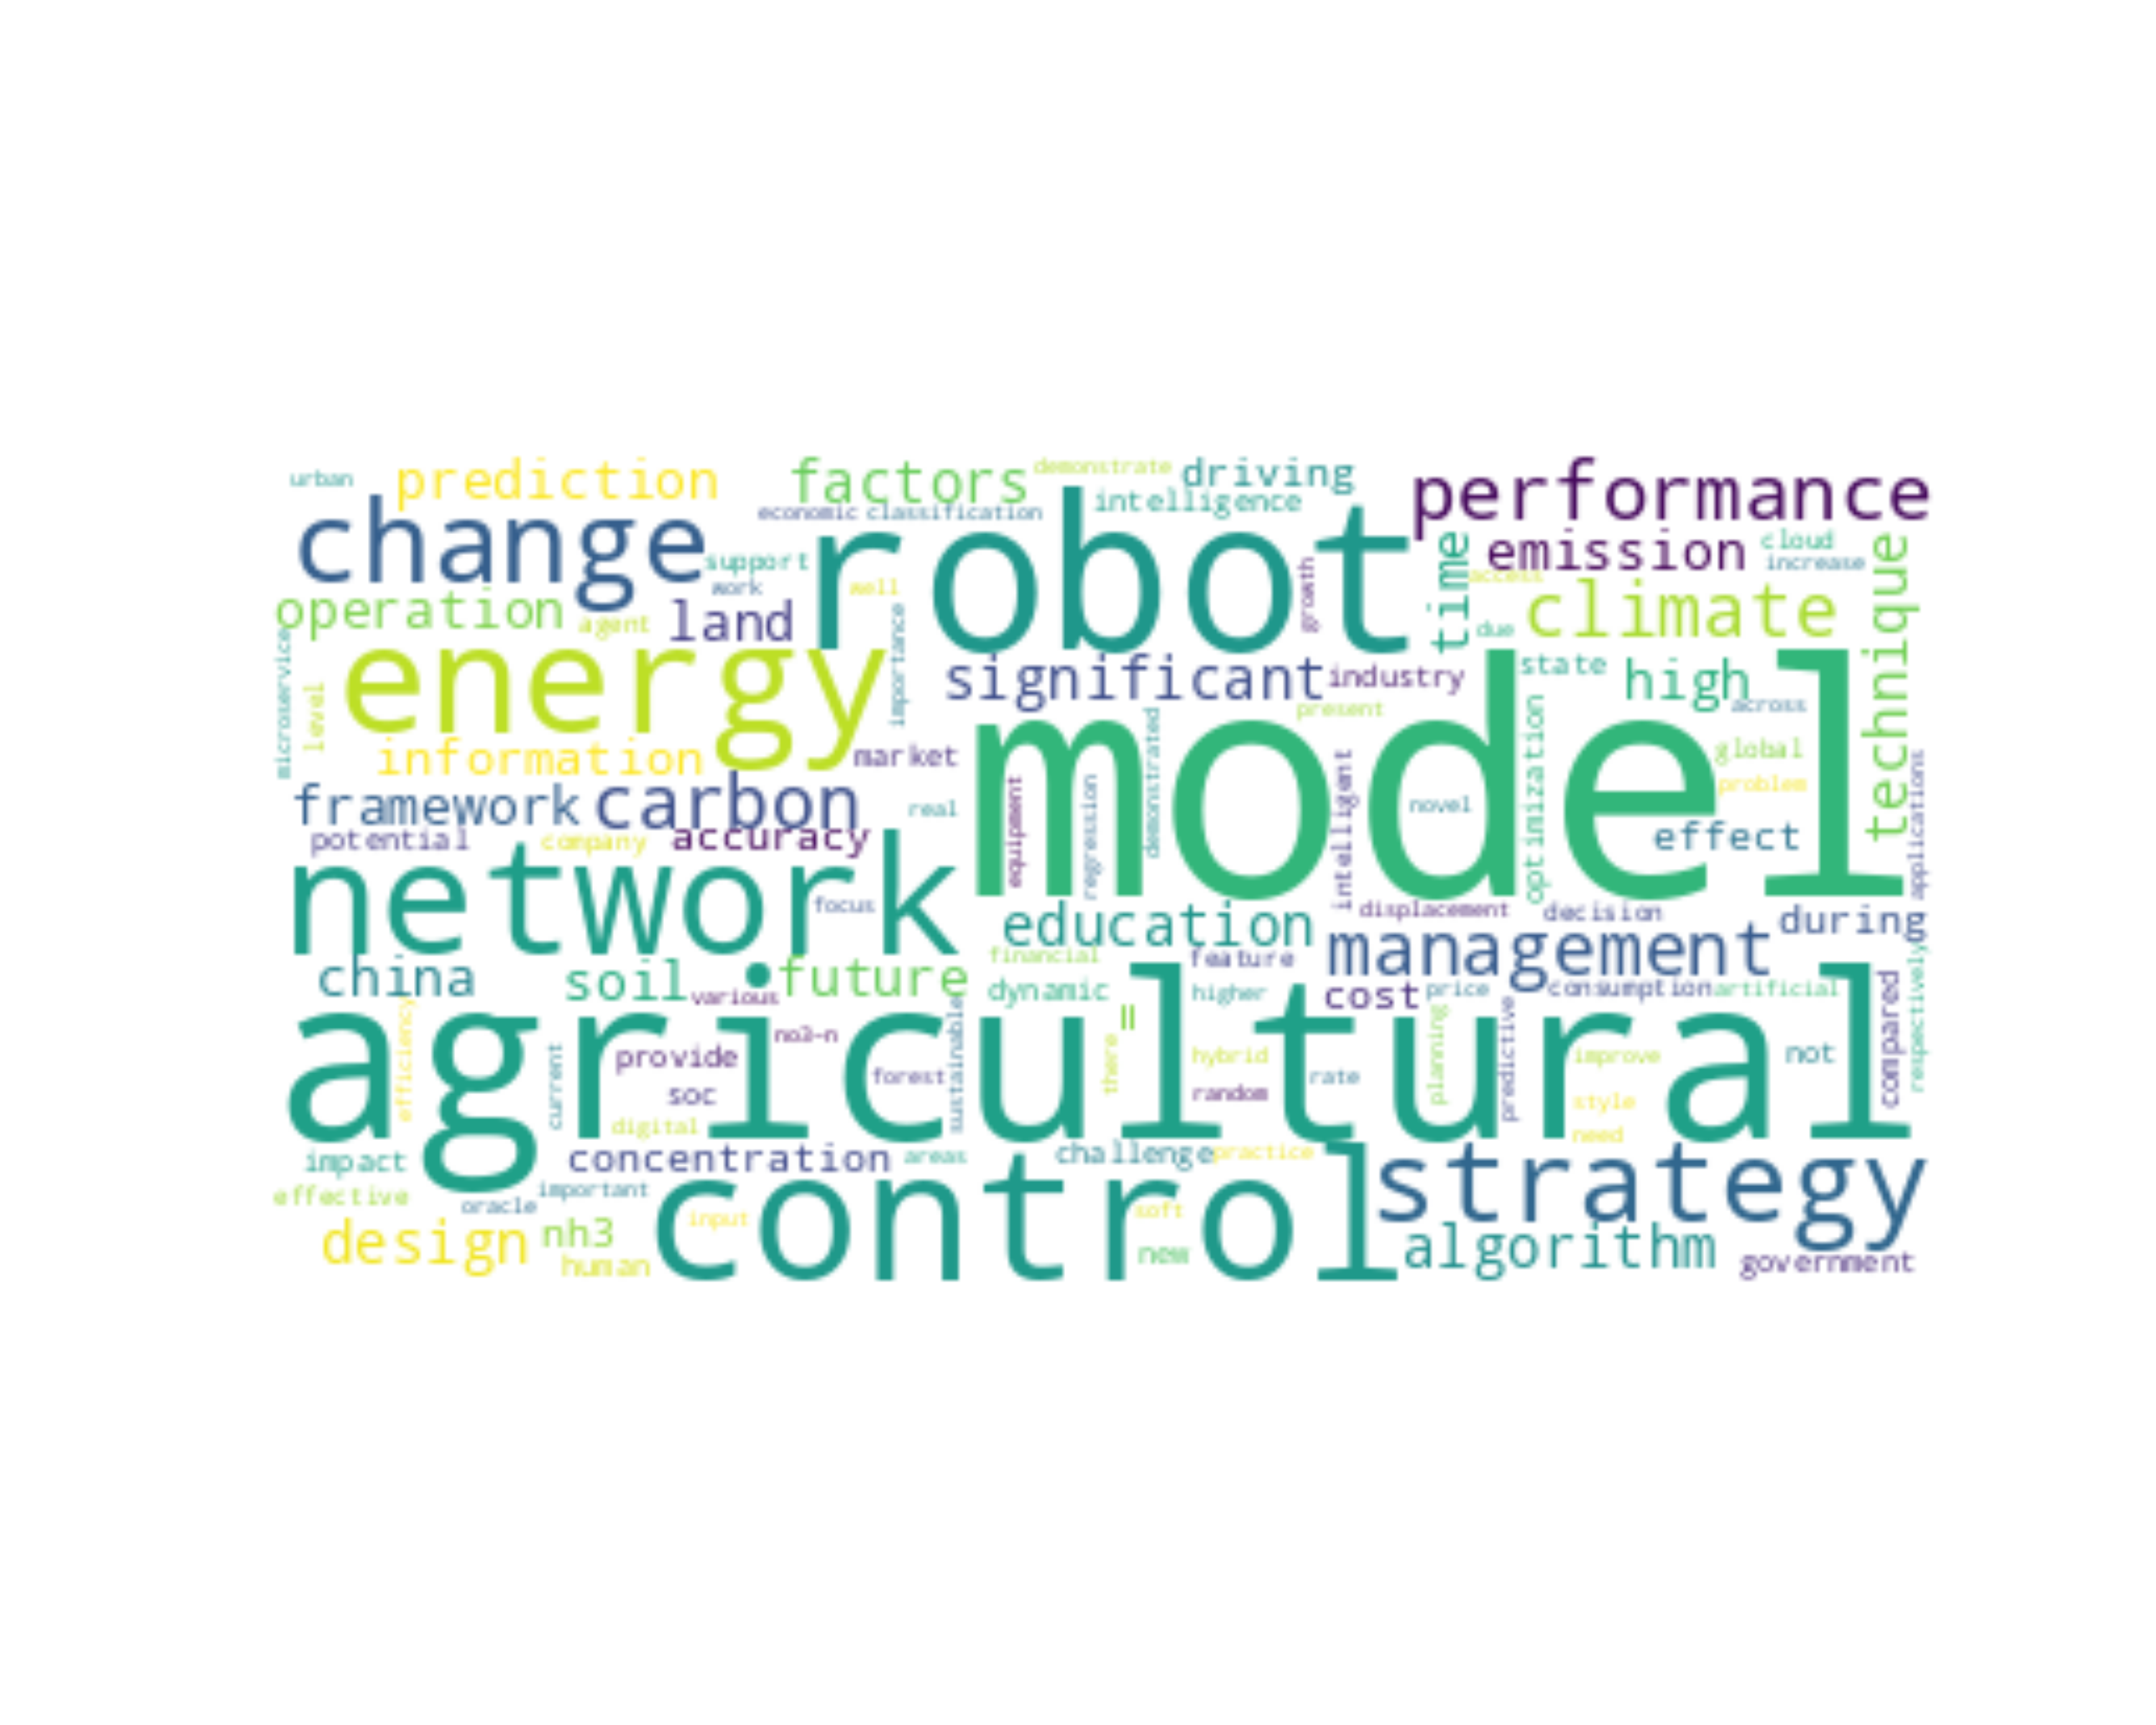 urban
prediction
factors
demonstrate
driving
performance
change
economic
classification
intelligence
robot
emission
cloud
support
time
increase
operation
agent
land
work
well
growth
access
climate
technique
microservice
energy
importance
significant
industry
due
state
high
level
present
across
information
market
model
optimization
global
framework
carbon
real
equipment
regression
demonstrated
intelligent
novel
problem
potential
company
accuracy
effect
applications
network
focus
education
displacement
decision
during
china
soil
various
future
financial
feature
management
dynamic
higher
cost
price
consumption
artificial
compared
respectively
agricultural
efficiency
current
provide
no3-n
soc
forest
sustainable
there
ll
hybrid
random
rate
planning
predictive
improve
style
need
not
digital
impact
concentration
areas
challenge
practice
strategy
effective
oracle
important
control
input
soft
design
nh3
human
new
algorithm
government